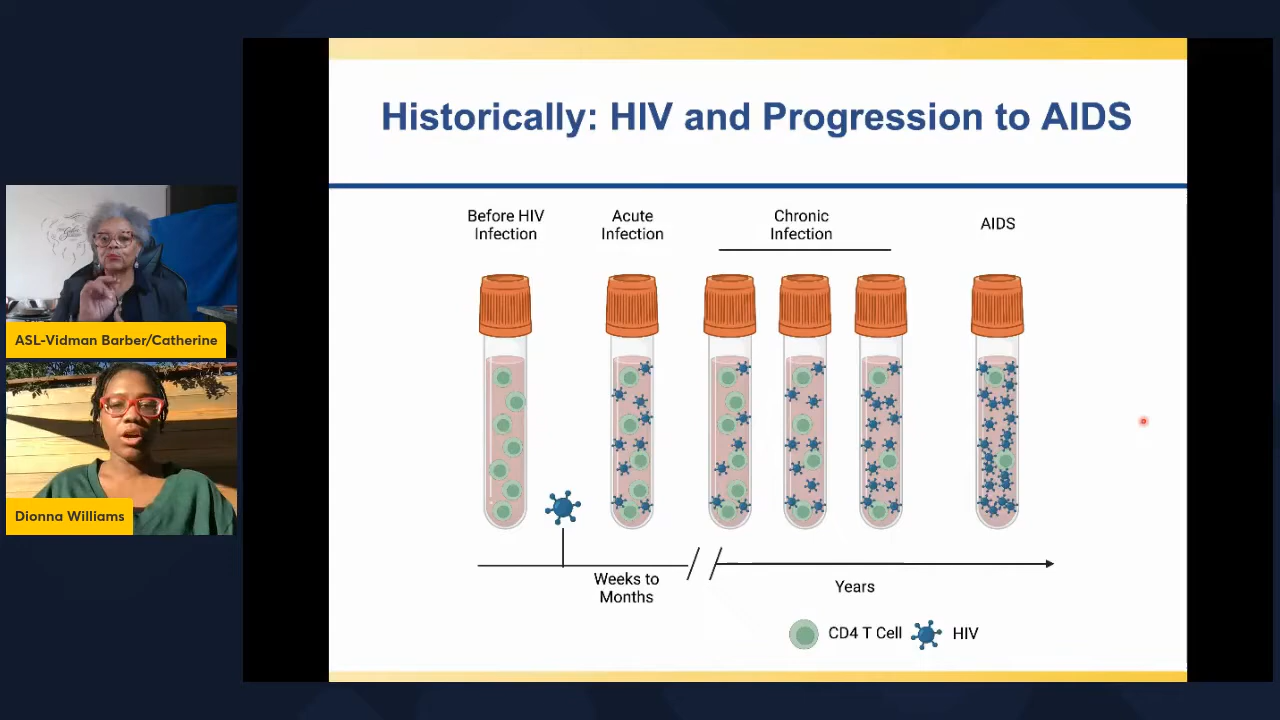 Historically: HIV and Progression to AIDS
Before HIV
Infection
Acute
Infection
Chronic
Infection
AIDS
ASL-Vidman Barber/Catherine
Dionna Williams
Weeks to
Months
Years
CD4 T Cell
HIV